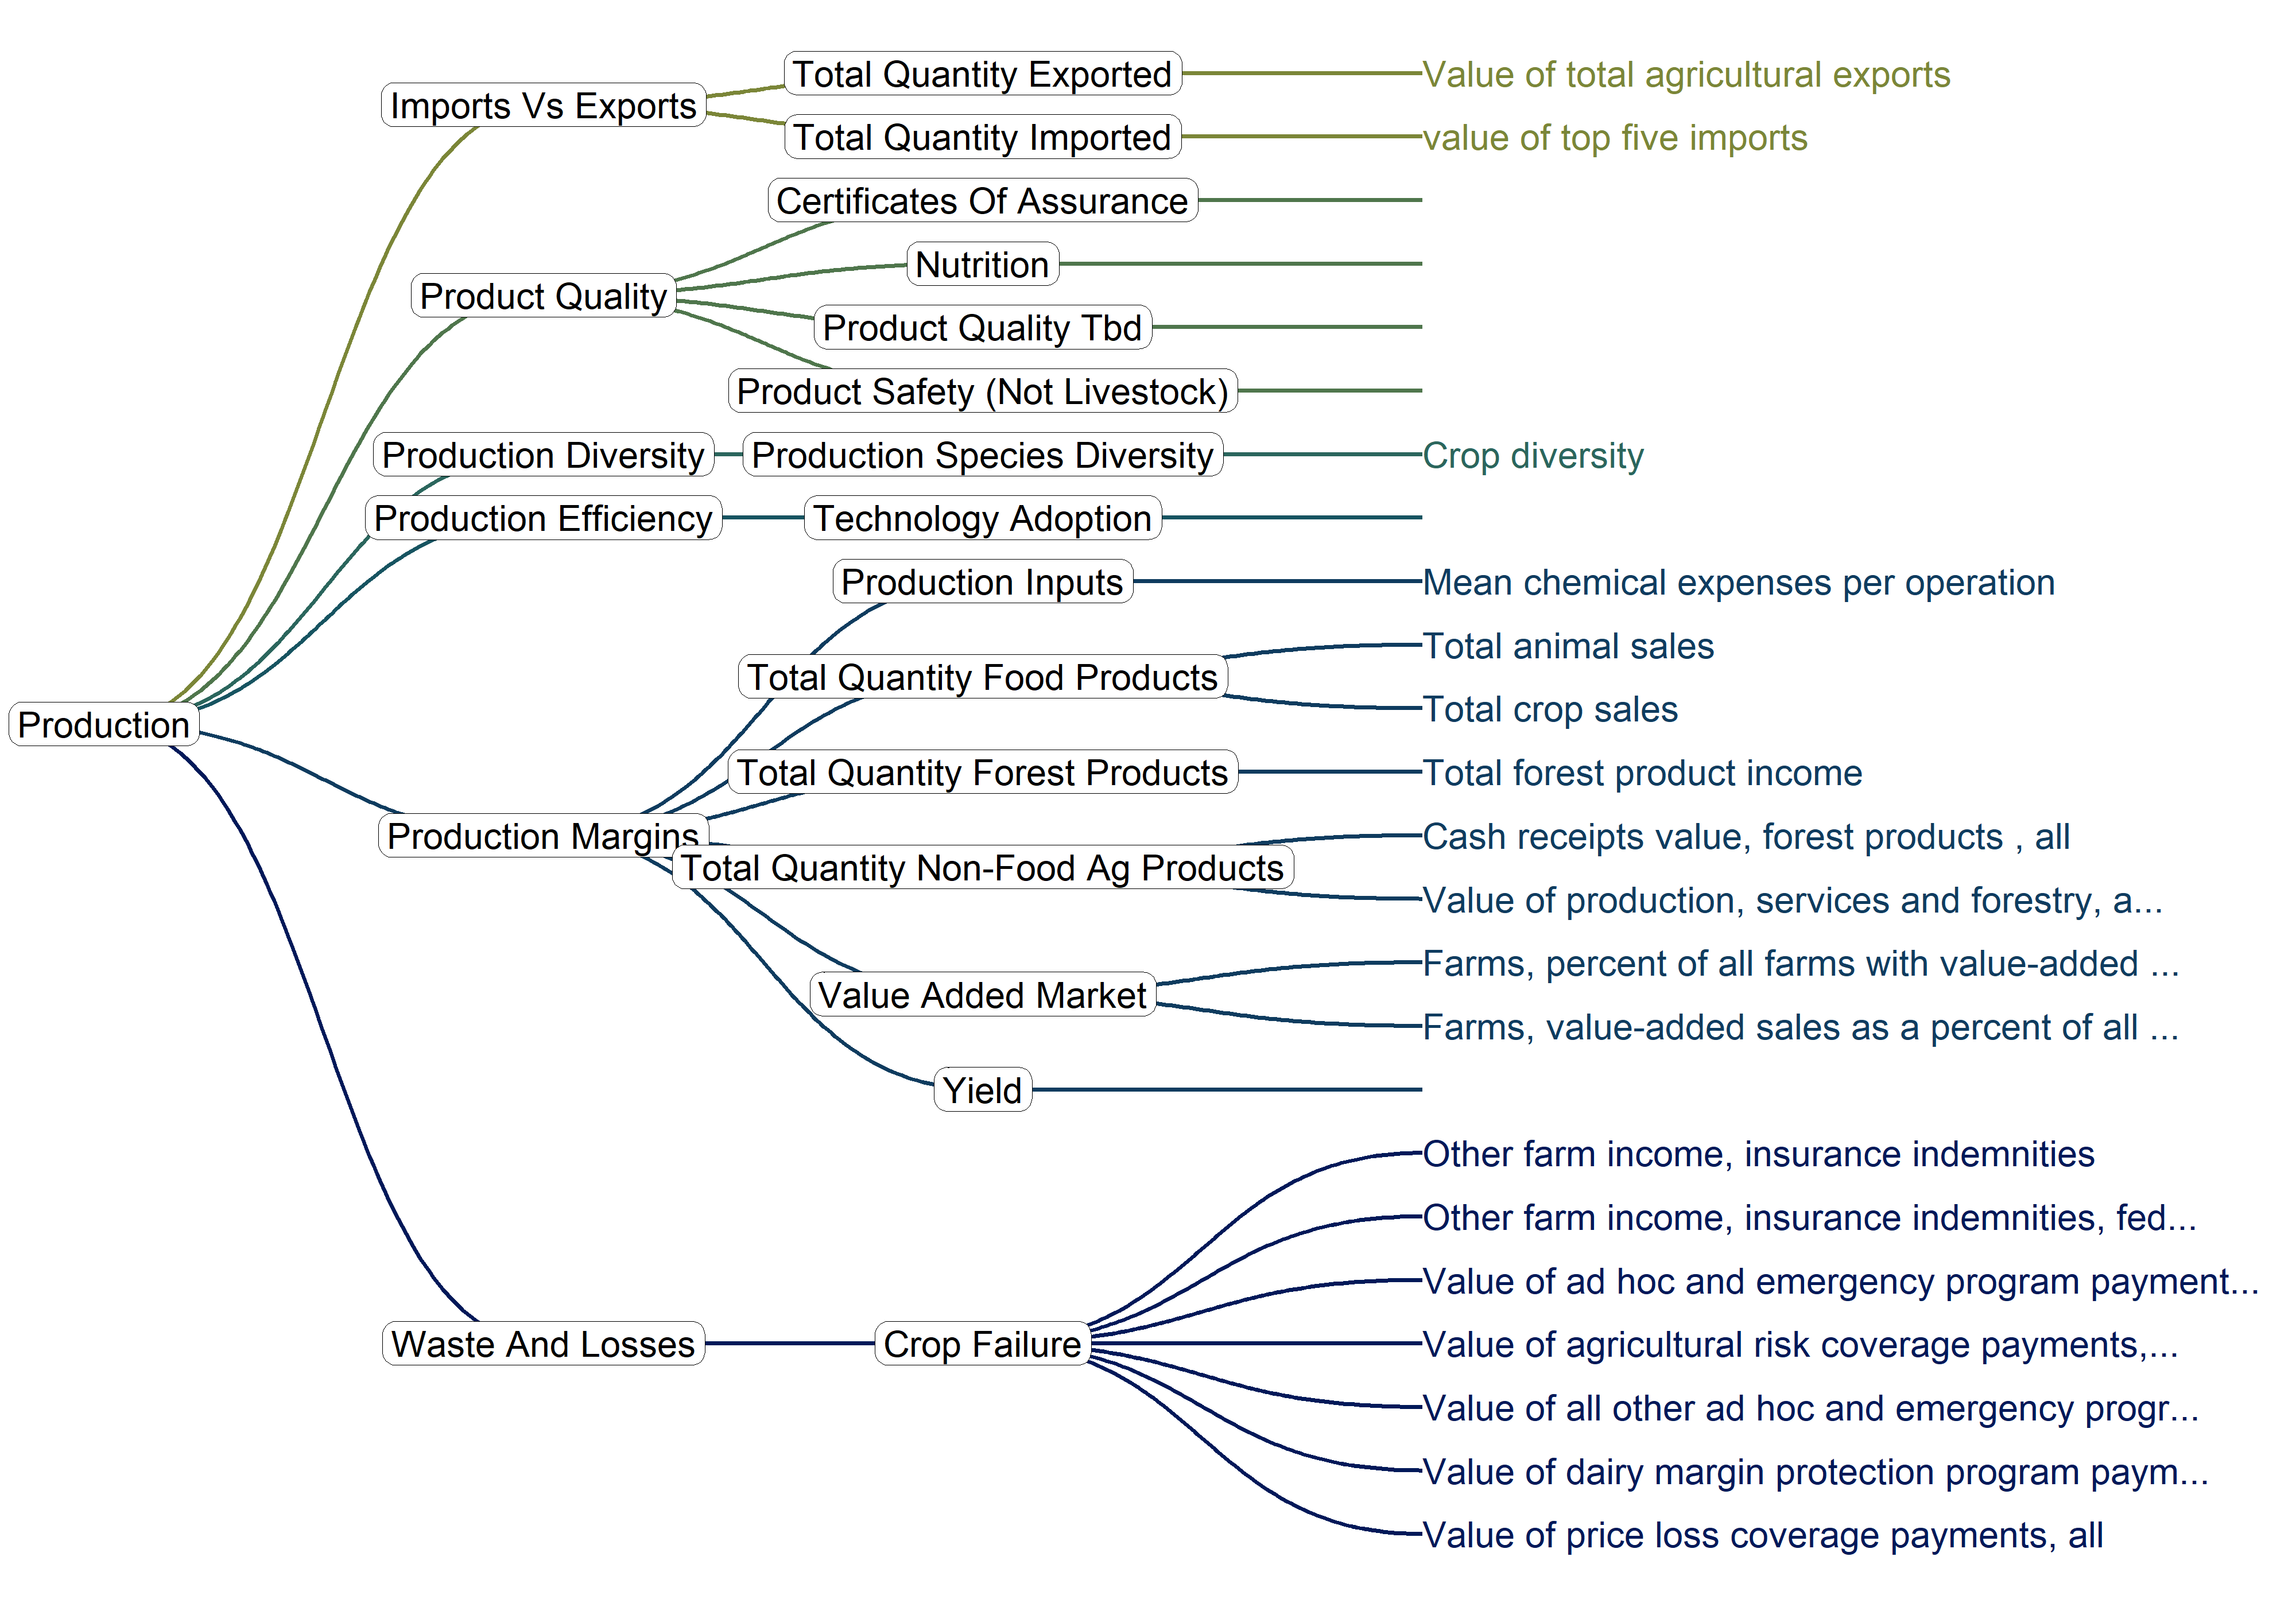 Total Quantity Exported
Value of total agricultural exports
Imports Vs Exports
Total Quantity Imported
value of top five imports
Certificates Of Assurance
Nutrition
Product Quality
Product Quality Tbd
Product Safety (Not Livestock)
Production Diversity
Production Species Diversity
Crop diversity
Production Efficiency
Technology Adoption
Production Inputs
Mean chemical expenses per operation
Total animal sales
Total Quantity Food Products
Total crop sales
Production
Total Quantity Forest Products
Total forest product income
Production Margins
Cash receipts value, forest products , all
Total Quantity Non-Food Ag Products
Value of production, services and forestry, a...
Farms, percent of all farms with value-added ...
Value Added Market
Farms, value-added sales as a percent of all ...
Yield
Other farm income, insurance indemnities
Other farm income, insurance indemnities, fed...
Value of ad hoc and emergency program payment...
Waste And Losses
Crop Failure
Value of agricultural risk coverage payments,...
Value of all other ad hoc and emergency progr...
Value of dairy margin protection program paym...
Value of price loss coverage payments, all